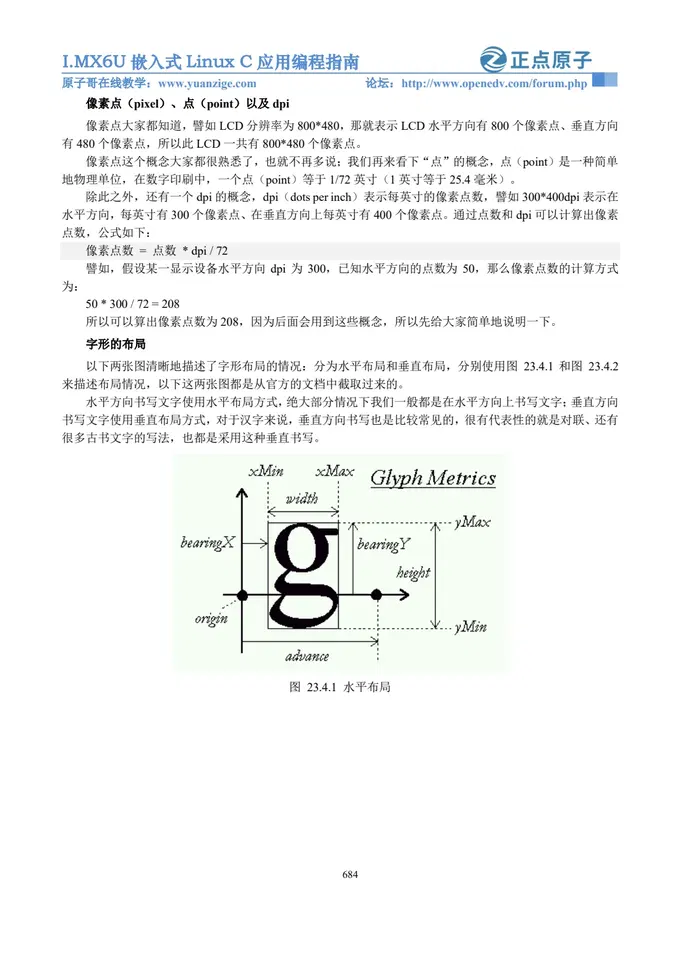 I.MX6U 嵌入式 Linux C 应用编程指南
正点原子
原子哥在线教学：www.yuanzige.com 论坛：http://www.openedv.com/forum.php
像素点（pixel）、点（point）以及 dpi
像素点大家都知道，譬如 LCD 分辨率为 800*480，那就表示 LCD 水平方向有 800 个像素点、垂直方向
有 480 个像素点，所以此 LCD 一共有 800*480 个像素点。
像素点这个概念大家都很熟悉了，也就不再多说；我们再来看下“点”的概念，点（point）是一种简单
地物理单位，在数字印刷中，一个点（point）等于 1/72 英寸（1 英寸等于 25.4 毫米）。
除此之外，还有一个 dpi 的概念，dpi（dots per inch）表示每英寸的像素点数，譬如 300*400dpi 表示在
水平方向，每英寸有 300 个像素点、在垂直方向上每英寸有 400 个像素点。通过点数和 dpi 可以计算出像素
点数，公式如下：
像素点数 = 点数 * dpi / 72
譬如，假设某一显示设备水平方向 dpi 为 300，已知水平方向的点数为 50，那么像素点数的计算方式
为：
50 * 300 / 72 = 208
所以可以算出像素点数为 208，因为后面会用到这些概念，所以先给大家简单地说明一下。
字形的布局
以下两张图清晰地描述了字形布局的情况：分为水平布局和垂直布局，分别使用图 23.4.1 和图 23.4.2
来描述布局情况，以下这两张图都是从官方的文档中截取过来的。
水平方向书写文字使用水平布局方式，绝大部分情况下我们一般都是在水平方向上书写文字；垂直方向
书写文字使用垂直布局方式，对于汉字来说，垂直方向书写也是比较常见的，很有代表性的就是对联、还有
很多古书文字的写法，也都是采用这种垂直书写。
xMin xMax Glyph Metrics
width
yMax
bearingX
bearingY
g
height
origin
yMin
advance
图 23.4.1 水平布局
684